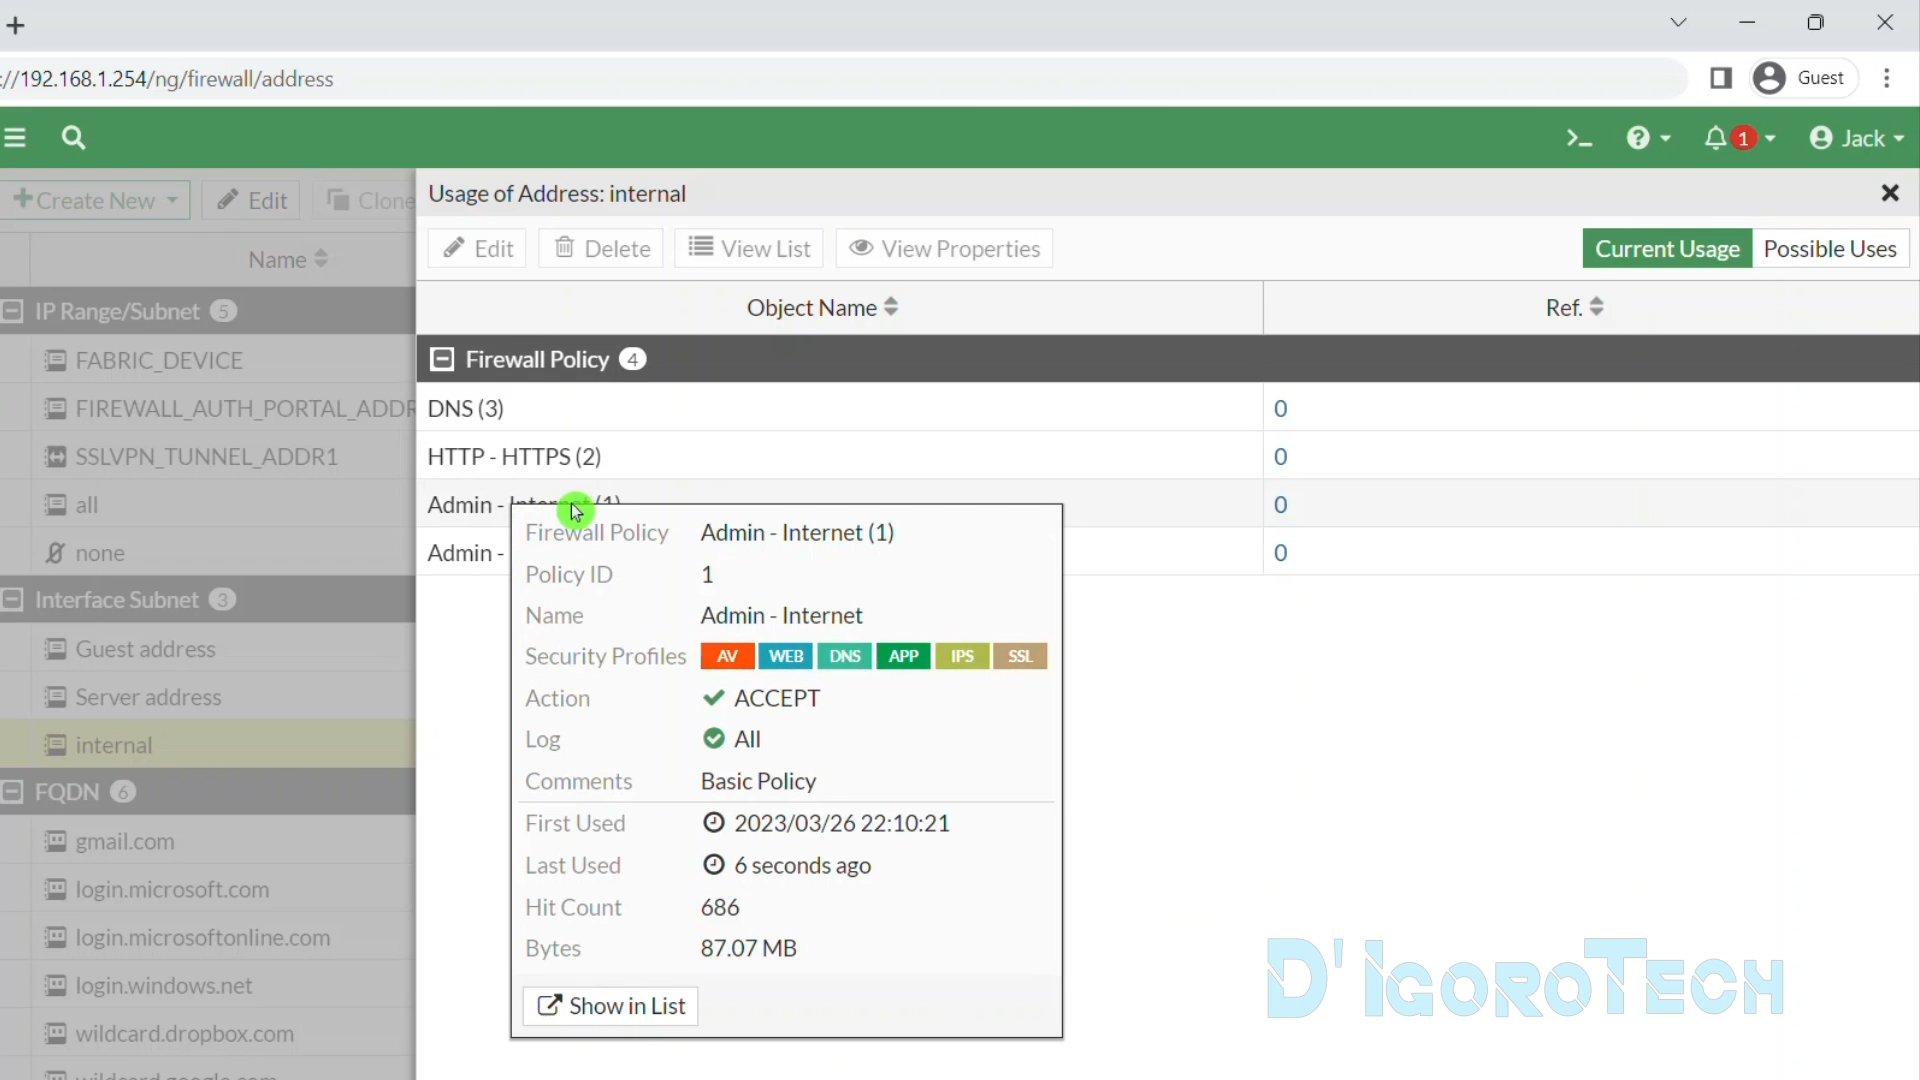 ://192.168.1.254/ng/firewall/address
Guest
1
Jack
Create New
Edit
Clone
Name
IP Range/Subnet 5
FABRIC_DEVICE
FIREWALL_AUTH_PORTAL_ADDR
SSLVPN_TUNNEL_ADDR1
all
none
Interface Subnet 3
Guest address
Server address
internal
FQDN 6
gmail.com
login.microsoft.com
login.microsoftonline.com
login.windows.net
wildcard.dropbox.com
Usage of Address: internal
Edit
Delete
View List
View Properties
Current Usage
Possible Uses
Object Name
Ref.
Firewall Policy 4
DNS (3) 0
HTTP - HTTPS (2) 0
Admin - Internet (1) 0
Admin - 0
Firewall Policy Admin - Internet (1)
Policy ID 1
Name Admin - Internet
Security Profiles AV WEB DNS APP IPS SSL
Action ACCEPT
Log All
Comments Basic Policy
First Used 2023/03/26 22:10:21
Last Used 6 seconds ago
Hit Count 686
Bytes 87.07 MB
Show in List
D'IGOROTECH